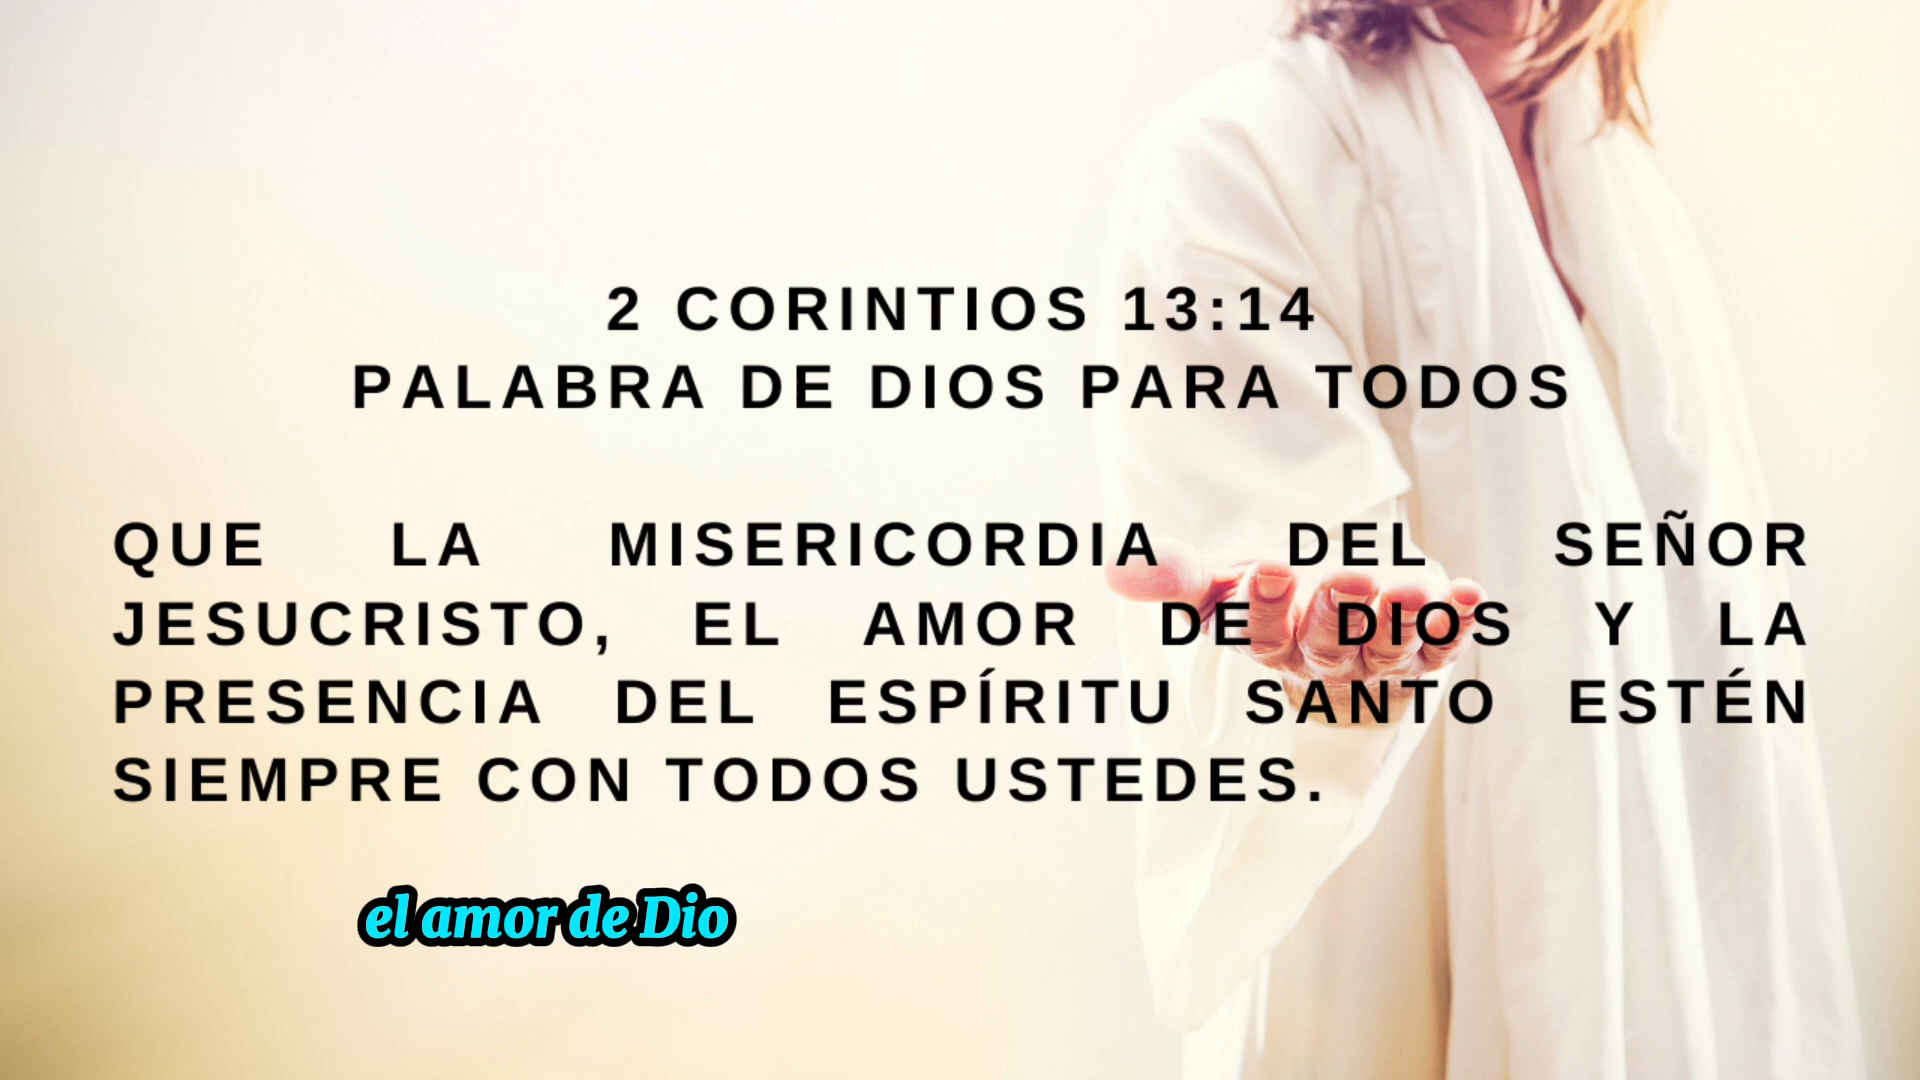 2 CORINTIOS 13:14
PALABRA DE DIOS PARA TODOS
QUE LA MISERICORDIA DEL SEÑOR
JESUCRISTO, EL AMOR DE DIOS Y LA
PRESENCIA DEL ESPÍRITU SANTO ESTÉN
SIEMPRE CON TODOS USTEDES.
el amor de Dio